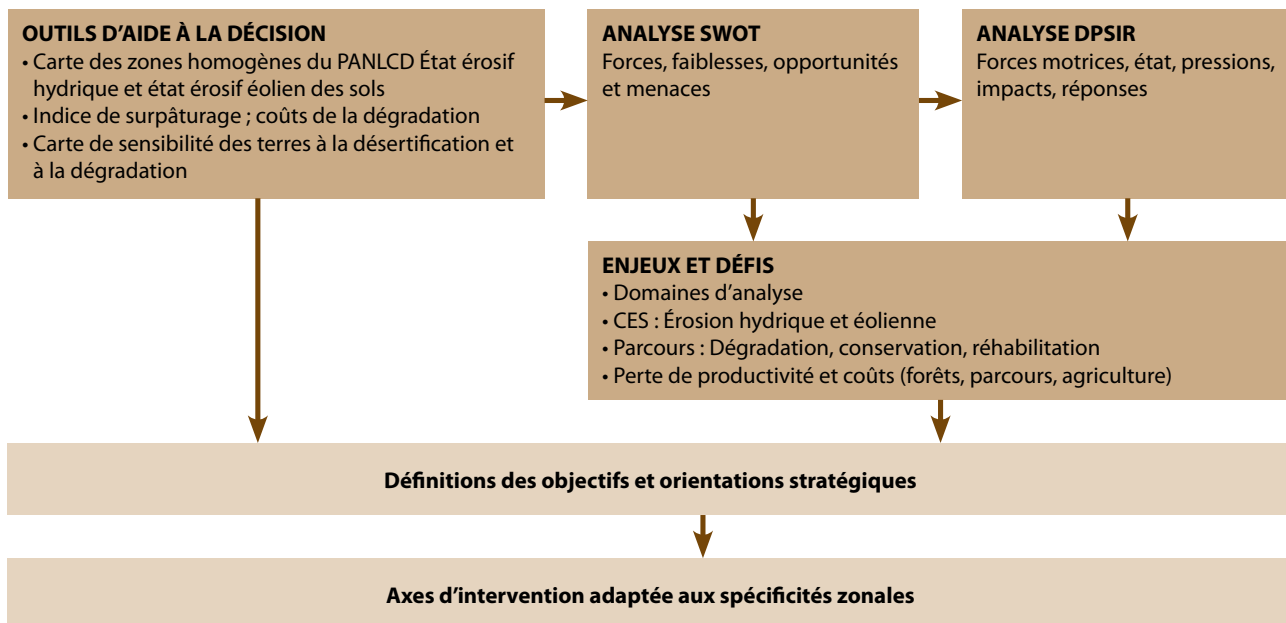 OUTILS D’AIDE À LA DÉCISION
• Carte des zones homogènes du PANLCD État érosif
hydrique et état érosif éolien des sols
• Indice de surpâturage ; coûts de la dégradation
• Carte de sensibilité des terres à la désertification et
à la dégradation
ANALYSE SWOT
Forces, faiblesses, opportunités
et menaces
ANALYSE DPSIR
Forces motrices, état, pressions,
impacts, réponses
ENJEUX ET DÉFIS
• Domaines d’analyse
• CES : Érosion hydrique et éolienne
• Parcours : Dégradation, conservation, réhabilitation
• Perte de productivité et coûts (forêts, parcours, agriculture)
Définitions des objectifs et orientations stratégiques
Axes d’intervention adaptée aux spécificités zonales